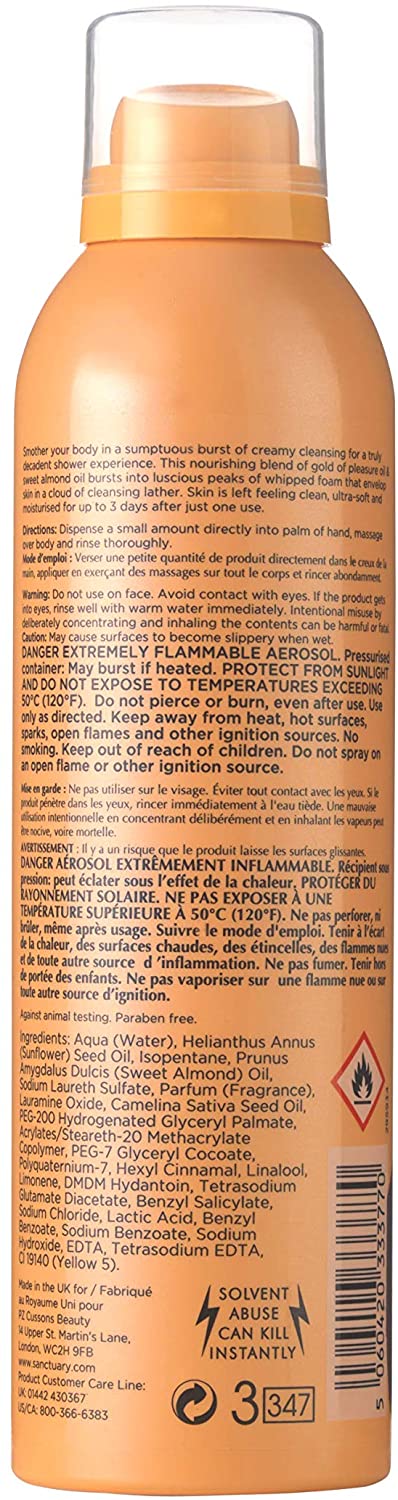 Smother your body in a sumptuous burst of creamy cleansing for a truly
decadent shower experience. This nourishing blend of gold of pleasure oil &
sweet almond oil bursts into luscious peaks of whipped foam that envelop
skin in a cloud of cleansing lather. Skin is left feeling clean, ultra-soft and
moisturised for up to 3 days after just one use.
Directions: Dispense a small amount directly into palm of hand, massage
over body and rinse thoroughly.
Mode d'emploi : Verser une petite quantité de produit directement dans le creux de la
main, appliquer en exerçant des massages sur tout le corps et rincer abondamment.
Warning: Do not use on face. Avoid contact with eyes. If the product gets
into eyes, rinse well with warm water immediately. Intentional misuse by
deliberately concentrating and inhaling the contents can be harmful or fatal.
Caution: May cause surfaces to become slippery when wet.
DANGER EXTREMELY FLAMMABLE AEROSOL. Pressurised
container: May burst if heated. PROTECT FROM SUNLIGHT
AND DO NOT EXPOSE TO TEMPERATURES EXCEEDING
50°C (120°F). Do not pierce or burn, even after use. Use
only as directed. Keep away from heat, hot surfaces,
sparks, open flames and other ignition sources. No
smoking. Keep out of reach of children. Do not spray on
an open flame or other ignition source.
Mise en garde : Ne pas utiliser sur le visage. Éviter tout contact avec les yeux. Si le
produit pénètre dans les yeux, rincer immédiatement à l'eau tiède. Une mauvaise
utilisation intentionnelle en concentrant délibérément et en inhalant les vapeurs peut
être nocive, voire mortelle.
AVERTISSEMENT : Il y a un risque que le produit laisse les surfaces glissantes.
DANGER AÉROSOL EXTRÊMEMENT INFLAMMABLE. Récipient sous
pression: peut éclater sous l'effet de la chaleur, PROTÉGER DU
RAYONNEMENT SOLAIRE. NE PAS EXPOSER À UNE
TEMPÉRATURE SUPÉRIEURE À 50°C (120°F). Ne pas perforer, ni
brûler, même après usage. Suivre le mode d'emploi. Tenir à l'écart
de la chaleur, des surfaces chaudes, des étincelles, des flammes nues
et de toute autre source d'inflammation. Ne pas fumer. Tenir hors
de portée des enfants. Ne pas vaporiser sur une flamme nue ou sur
toute autre source d'ignition.
Against animal testing. Paraben free.
Ingredients: Aqua (Water), Helianthus Annus
(Sunflower) Seed Oil, Isopentane, Prunus
Amygdalus Dulcis (Sweet Almond) Oil,
Sodium Laureth Sulfate, Parfum (Fragrance),
Lauramine Oxide, Camelina Sativa Seed Oil,
PEG-200 Hydrogenated Glyceryl Palmate,
Acrylates/Steareth-20 Methacrylate
Copolymer, PEG-7 Glyceryl Cocoate,
Polyquaternium-7, Hexyl Cinnamal, Linalool,
Limonene, DMDM Hydantoin, Tetrasodium
Glutamate Diacetate, Benzyl Salicylate,
Sodium Chloride, Lactic Acid, Benzyl
Benzoate, Sodium Benzoate, Sodium
Hydroxide, EDTA, Tetrasodium EDTA,
CI 19140 (Yellow 5).
Made in the UK for / Fabriqué
au Royaume Uni pour
PZ Cussons Beauty
14 Upper St. Martin's Lane,
London, WC2H 9FB
www.sanctuary.com
Product Customer Care Line:
UK: 01442 430367
US/CA: 800-366-6383
SOLVENT
ABUSE
CAN KILL
INSTANTLY
3 347
5 060420 333770